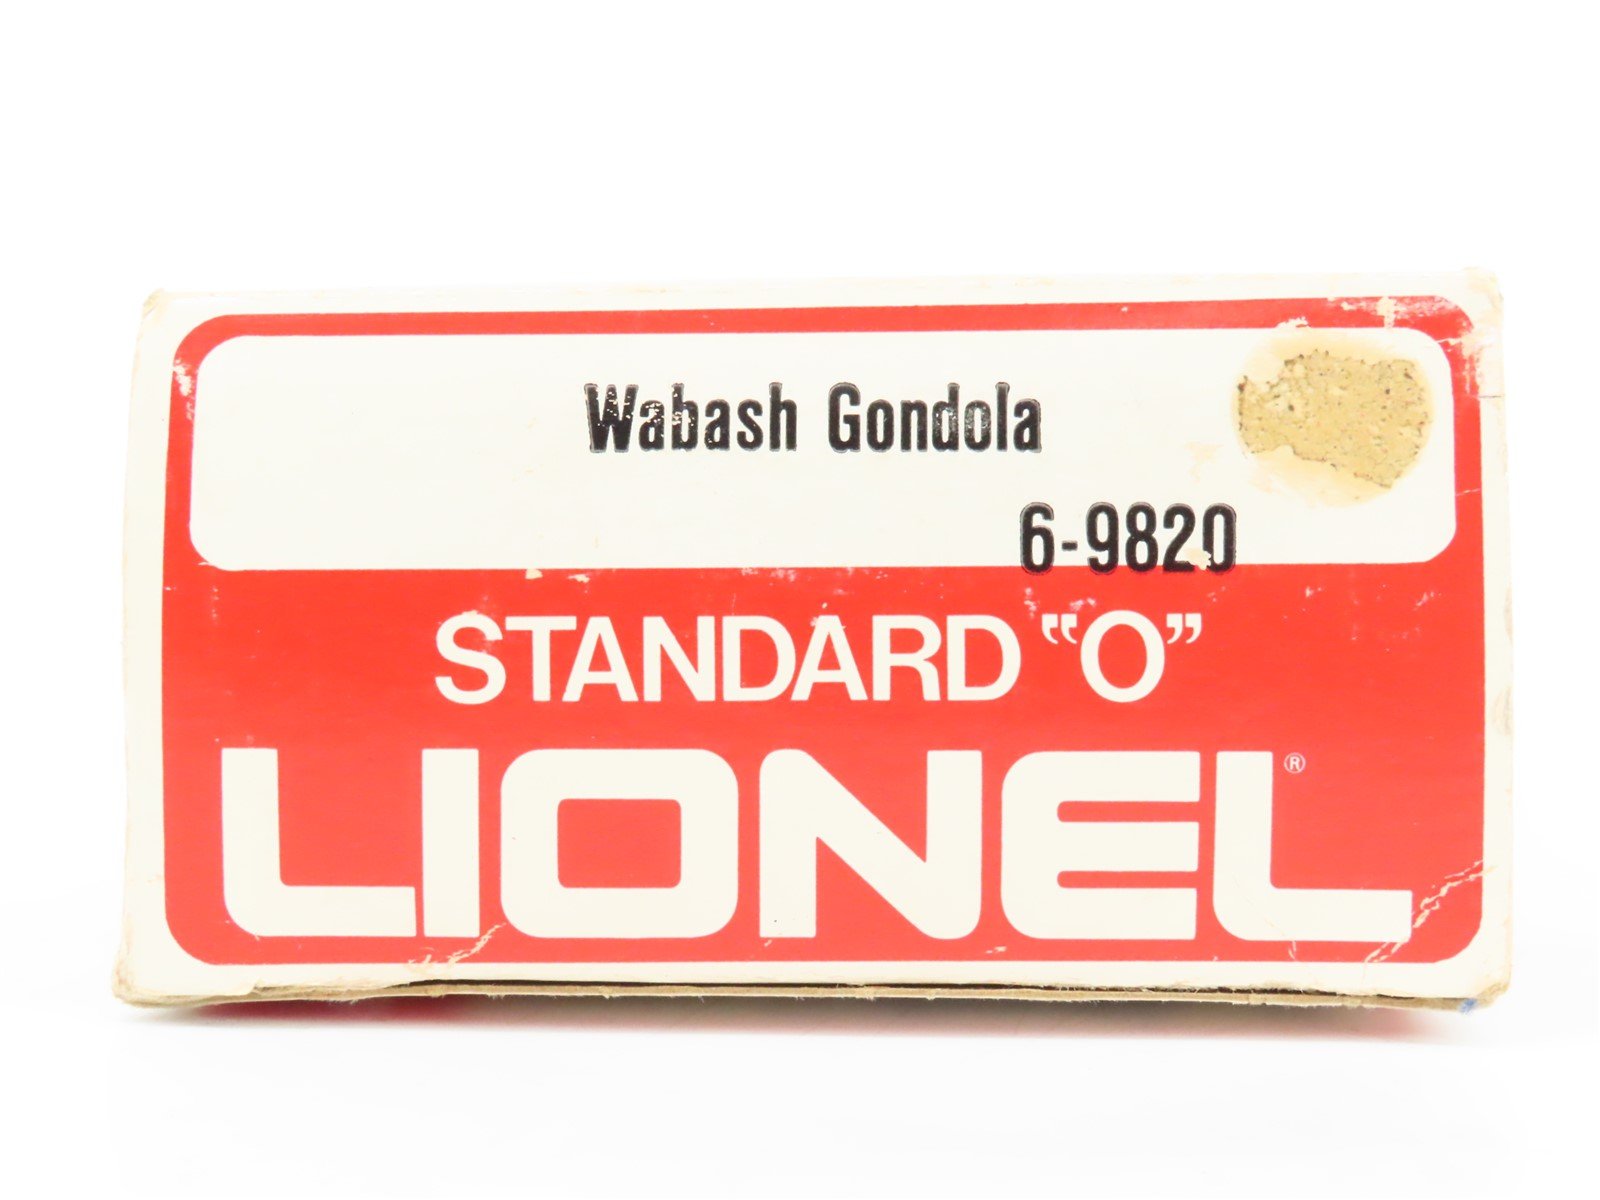 Wabash Gondola
6-9820
STANDARD “O”
LIONEL®